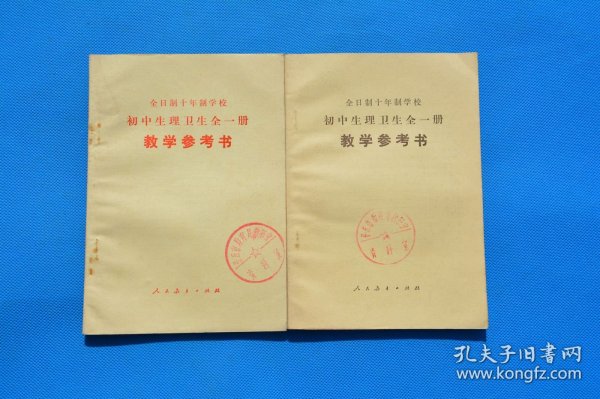 全日制十年制学校
初中生理卫生全一册
教学参考书
人民教育出版社
全日制十年制学校
初中生理卫生全一册
教学参考书
人民教育出版社
孔夫子旧书网
www.kongfz.com